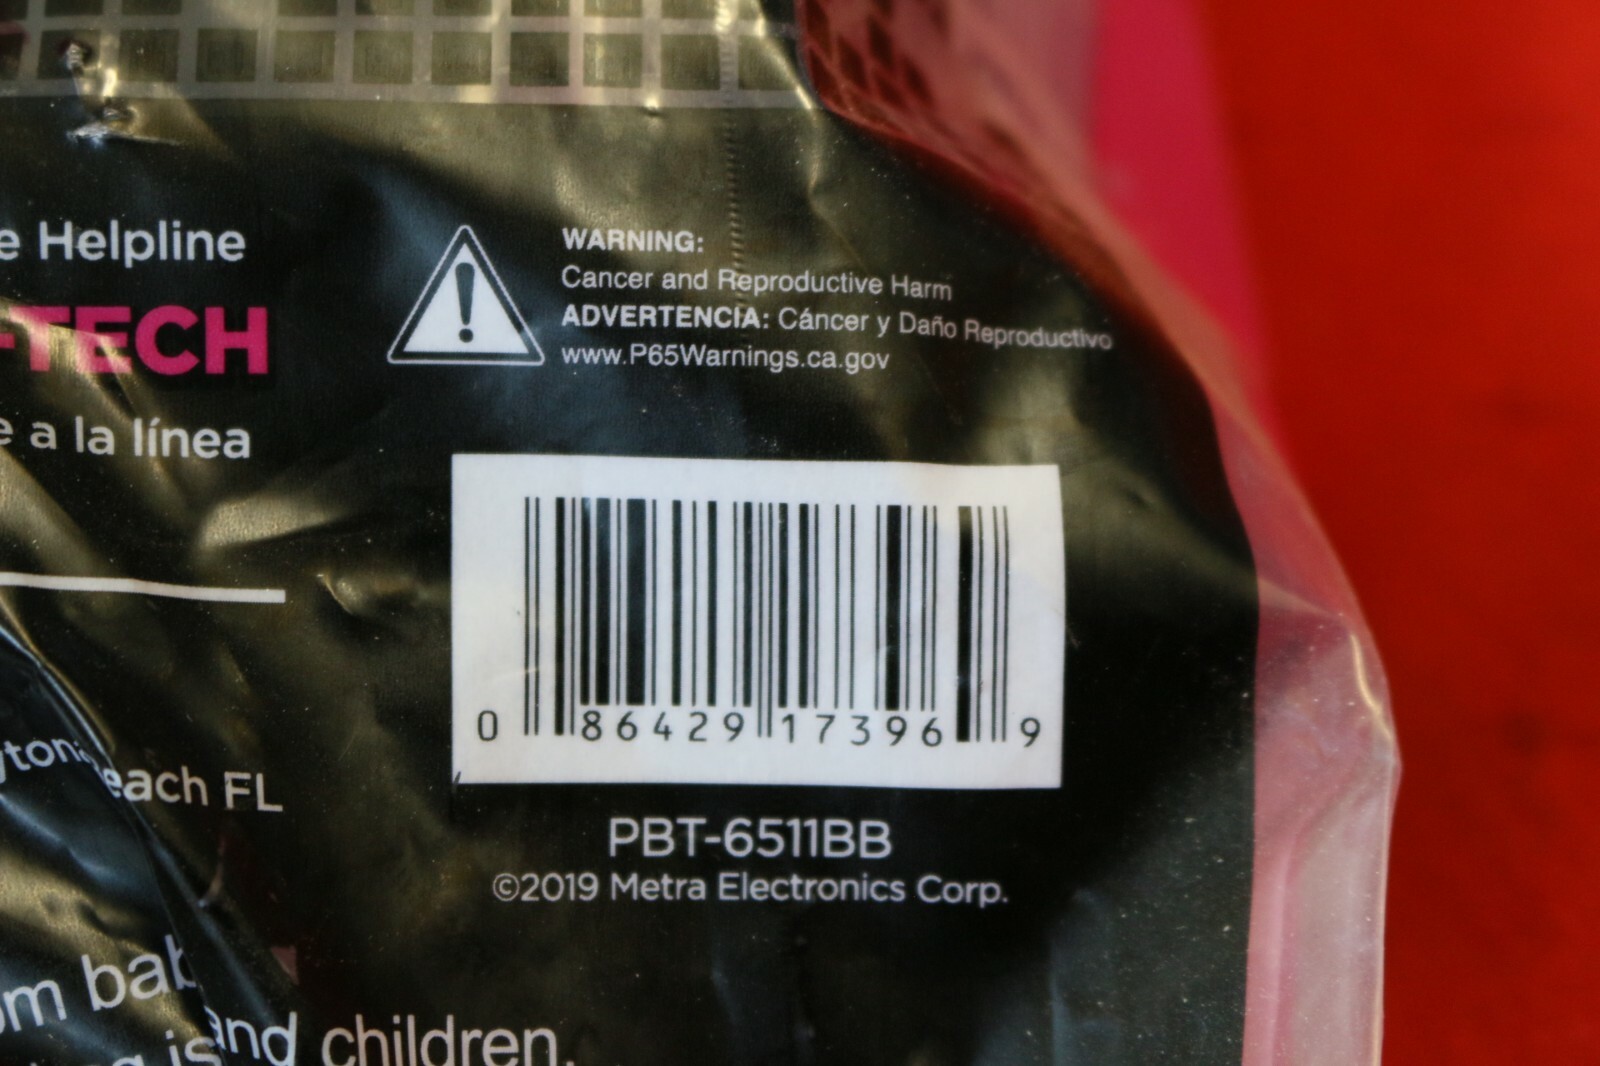 Helpline
-TECH
a la línea
WARNING:
Cancer and Reproductive Harm
ADVERTENCIA: Cáncer y Daño Reproductivo
www.P65Warnings.ca.gov
0 86429 17396 9
each FL
PBT-6511BB
©2019 Metra Electronics Corp.
and children.